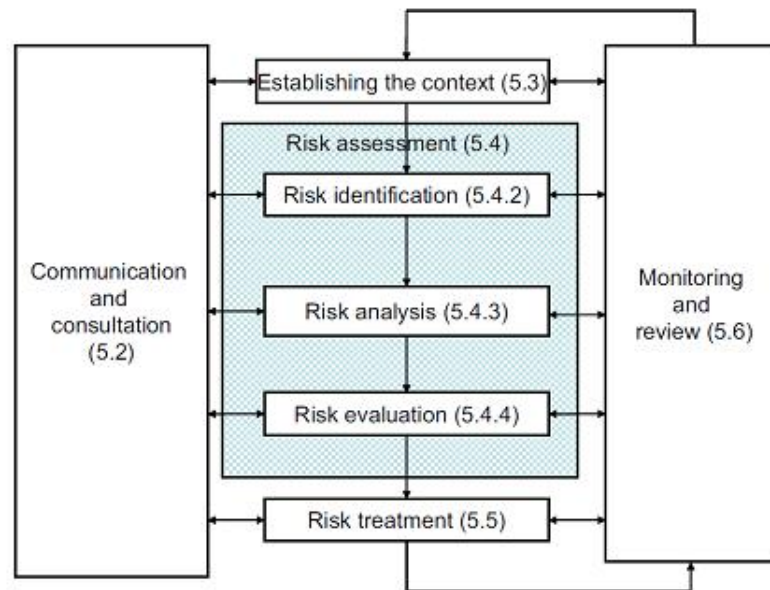 Establishing the context (5.3)
Risk assessment (5.4)
Risk identification (5.4.2)
Communication
and
consultation
(5.2)
Risk analysis (5.4.3)
Monitoring
and
review (5.6)
Risk evaluation (5.4.4)
Risk treatment (5.5)